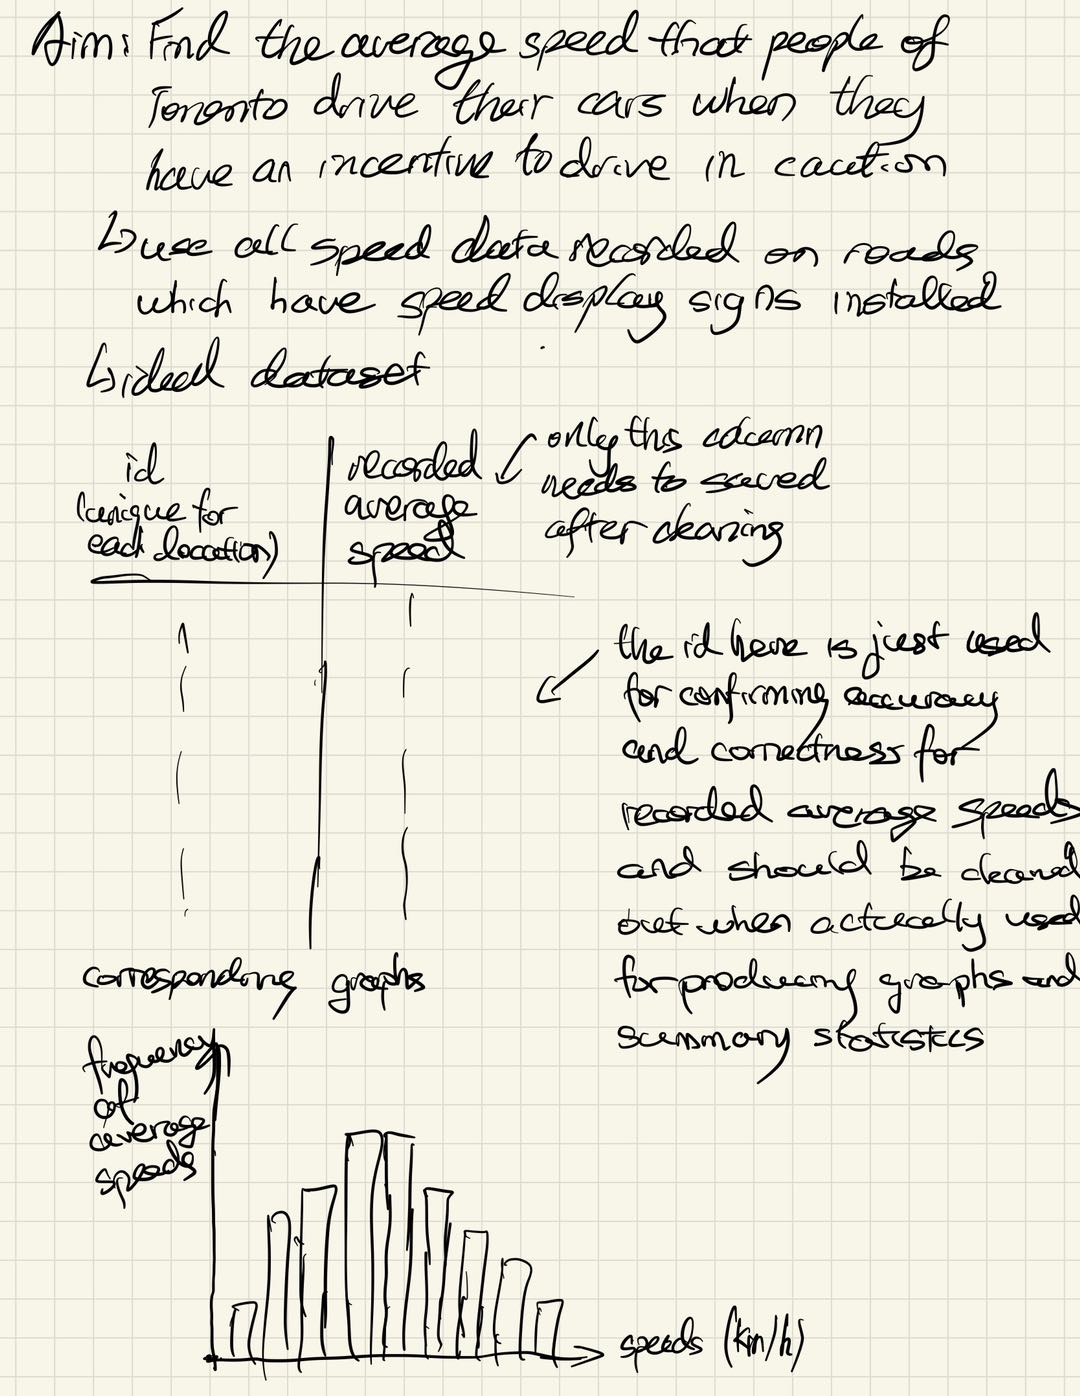 Aim: Find the average speed that people of
Toronto drive their cars when they
have an incentive to drive in caution
↳ use all speed data recorded on roads
which have speed display signs installed
↳ ideal dataset
id
(unique for
each location)
recorded
average
speed
only this column
needs to saved
after cleaning
the id here is just used
for confirming accuracy
and correctness for
recorded average speeds
and should be cleaned
out when actually used
for producing graphs and
summary statistics
corresponding graphs
frequency
of
average
speeds
speeds (km/h)